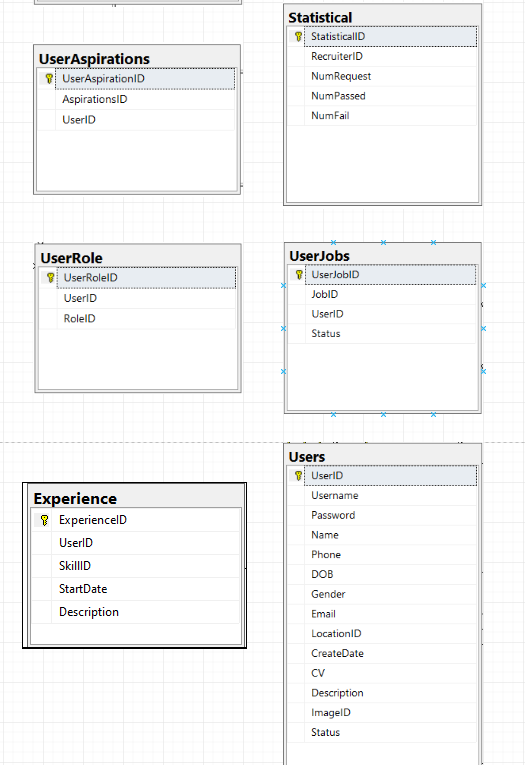 UserAspirations
UserAspirationID
AspirationsID
UserID
Statistical
StatisticalID
RecruiterID
NumRequest
NumPassed
NumFail
UserRole
UserRoleID
UserID
RoleID
UserJobs
UserJobID
JobID
UserID
Status
Experience
ExperienceID
UserID
SkillID
StartDate
Description
Users
UserID
Username
Password
Name
Phone
DOB
Gender
Email
LocationID
CreateDate
CV
Description
ImageID
Status